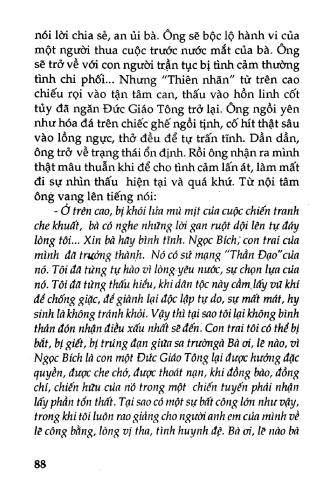 nói lời chia sẻ, an ủi bà. Ông sẽ bộc lộ hành vi của
một người thua cuộc trước nước mắt của bà. Ông
sẽ trở về với con người trần tục bị tình cảm thường
tình chi phối... Nhưng “Thiên nhãn” từ trên cao
chiếu rọi vào tận tâm can, thấu vào hồn linh cốt
tủy đã ngăn Đức Giáo Tông trở lại. Ông ngồi yên
như hóa đá trên chiếc ghế ngồi tịnh, cố hít thật sâu
vào lồng ngực, thở đều để tự trấn tĩnh. Dần dần,
ông trở về trạng thái ổn định. Rồi ông nhận ra mình
thật mâu thuẫn khi để cho tình cảm lấn át, làm mất
đi sự nhìn thấu hiện tại và quá khứ. Từ nội tâm
ông vang lên tiếng nói:
- Ở trên cao, bị khói lửa mù mịt của cuộc chiến tranh
che khuất, bà có nghe những lời gan ruột dội lên tự đáy
lòng tôi... Xin bà hãy bình tĩnh. Ngọc Bích, con trai của
mình đã trưởng thành. Nó có sứ mạng “Thần Đạo” của
nó. Tôi đã từng tự hào vì lòng yêu nước, sự chọn lựa của
nó. Tôi đã từng thấu hiểu, khi dân tộc này cầm lấy vũ khí
để chống giặc, để giành lại độc lập tự do, sự mất mát, hy
sinh là không tránh khỏi. Vậy thì tại sao tôi lại không bình
thản đón nhận điều xấu nhất sẽ đến. Con trai tôi có thể bị
bắt, bị giết, bị trúng đạn giữa sa trườngà Bà ơi, lẽ nào, vì
Ngọc Bích là con một Đức Giáo Tông lại được hưởng đặc
quyền, được che chở, được thoát nạn, khi đồng bào, đồng
chí, chiến hữu của nó trong một chiến tuyến phải nhận
lấy phần tổn thất. Tại sao có một sự bất công lớn như vậy,
trong khi tôi luôn rao giảng cho người anh em của mình về
lẽ công bằng, lòng vị tha, tình huynh đệ. Bà ơi, lẽ nào bà
88